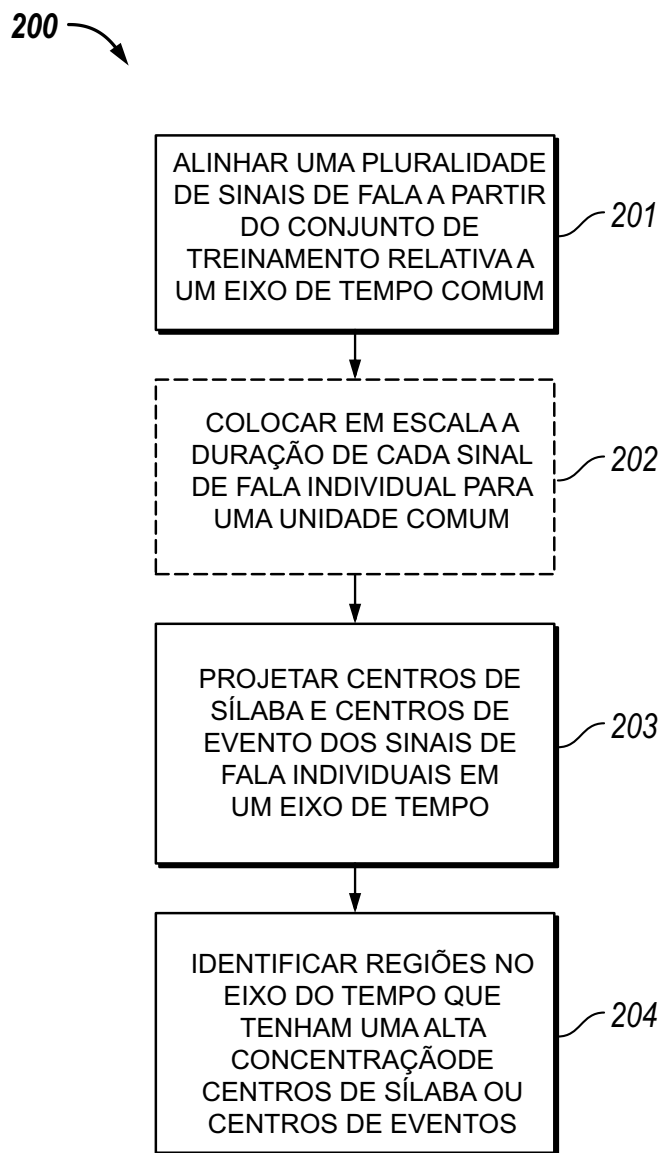 200
ALINHAR UMA PLURALIDADE
DE SINAIS DE FALA A PARTIR
DO CONJUNTO DE
TREINAMENTO RELATIVA A
UM EIXO DE TEMPO COMUM
201
COLOCAR EM ESCALA A
DURAÇÃO DE CADA SINAL
DE FALA INDIVIDUAL PARA
UMA UNIDADE COMUM
202
PROJETAR CENTROS DE
SÍLABA E CENTROS DE
EVENTO DOS SINAIS DE
FALA INDIVIDUAIS EM
UM EIXO DE TEMPO
203
IDENTIFICAR REGIÕES NO
EIXO DO TEMPO QUE
TENHAM UMA ALTA
CONCENTRAÇÃODE
CENTROS DE SÍLABA OU
CENTROS DE EVENTOS
204